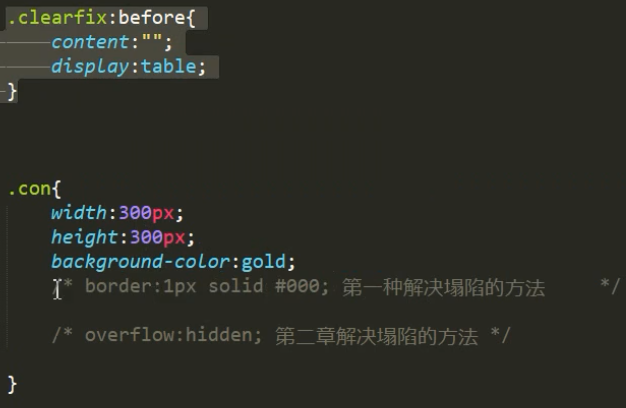 .clearfix:before{
content:"";
display:table;
}
.con{
width:300px;
height:300px;
background-color:gold;
/* border:1px solid #000; 第一种解决塌陷的方法 */
/* overflow:hidden; 第二章解决塌陷的方法 */
}